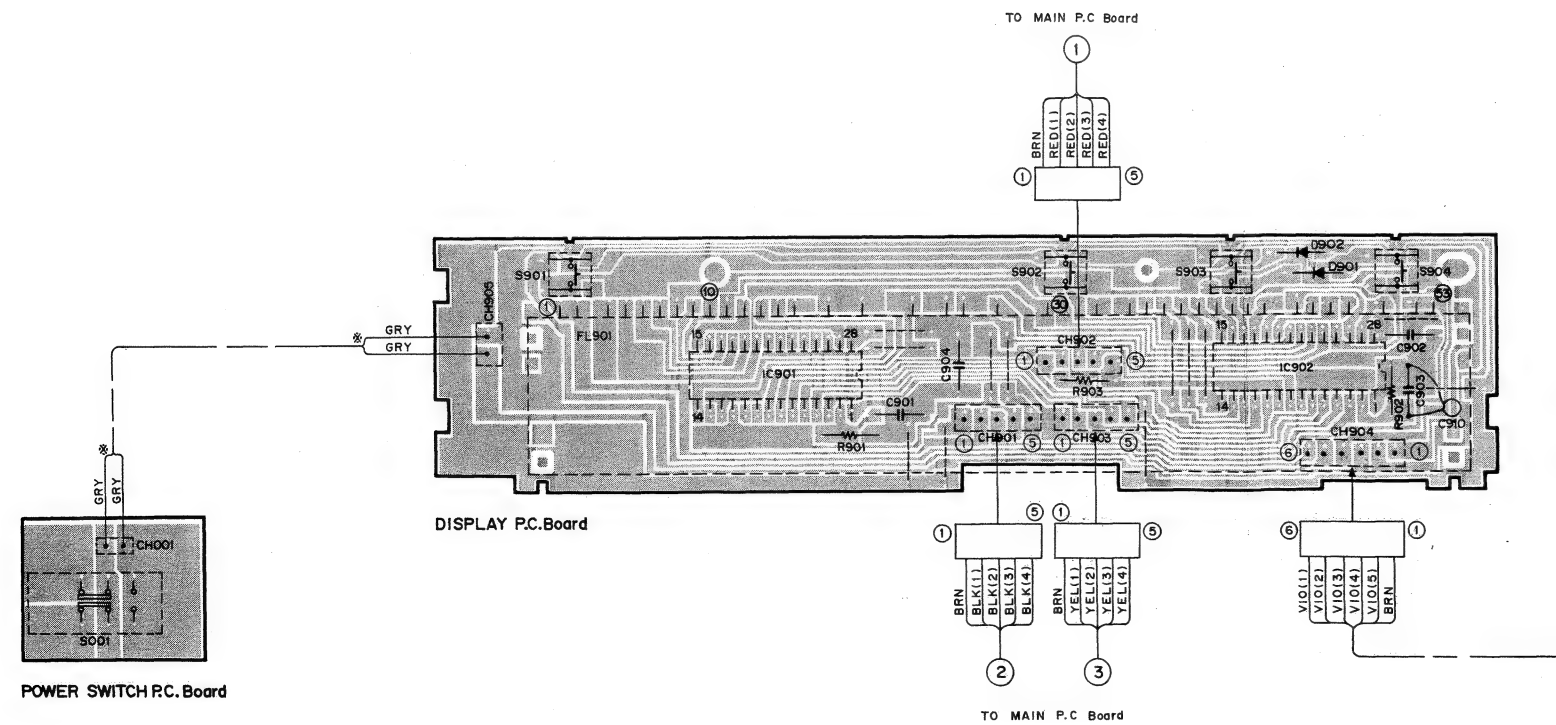 TO MAIN P.C Board
1
BRN
RED(1)
RED(2)
RED(3)
RED(4)
1 5
S901
S902
S903
D902
D901
S904
CH905
1
10
30
53
※ GRY
GRY
FL901
15 28
IC901
14 1
C901
R901
C904
CH902
1 5
R903
15 28
IC902
14
C902
R902
C903
C910
CH901
1 5
CH903
1 5
CH904
6 1
※
GRY
GRY
CH001
S001
POWER SWITCH P.C. Board
DISPLAY P.C.Board
1 5
BRN
BLK(1)
BLK(2)
BLK(3)
BLK(4)
2
1 5
BRN
YEL(1)
YEL(2)
YEL(3)
YEL(4)
3
6 1
VIO(1)
VIO(2)
VIO(3)
VIO(4)
VIO(5)
BRN
TO MAIN P.C Board